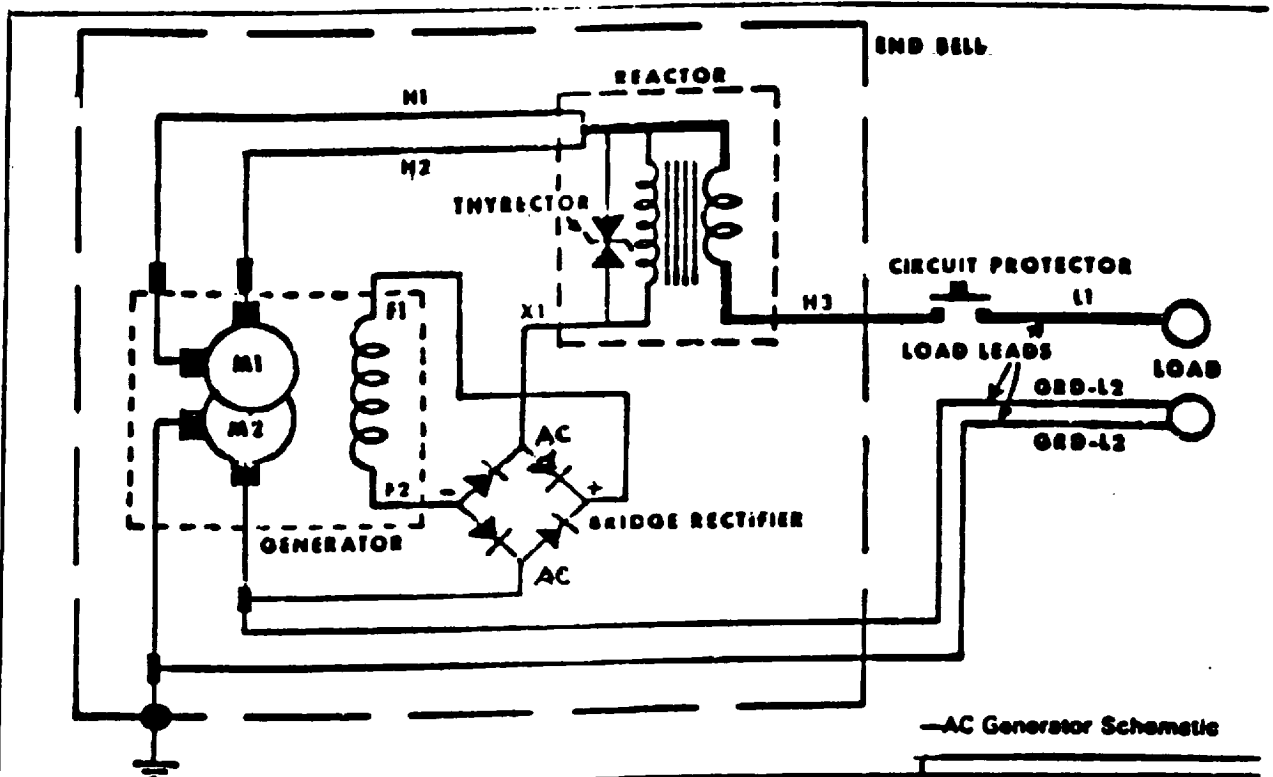 END BELL
REACTOR
H1
H2
THYRECTOR
CIRCUIT PROTECTOR
F1
X1
H3
L1
M1
LOAD LEADS
LOAD
GRD-L2
M2
AC
GRD-L2
F2
-
+
BRIDGE RECTIFIER
GENERATOR
AC
—AC Generator Schematic